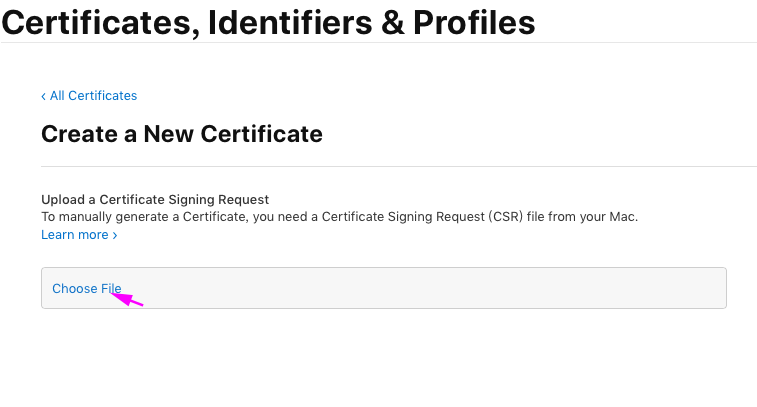 Certificates, Identifiers & Profiles
‹ All Certificates
Create a New Certificate
Upload a Certificate Signing Request
To manually generate a Certificate, you need a Certificate Signing Request (CSR) file from your Mac.
Learn more ›
Choose File